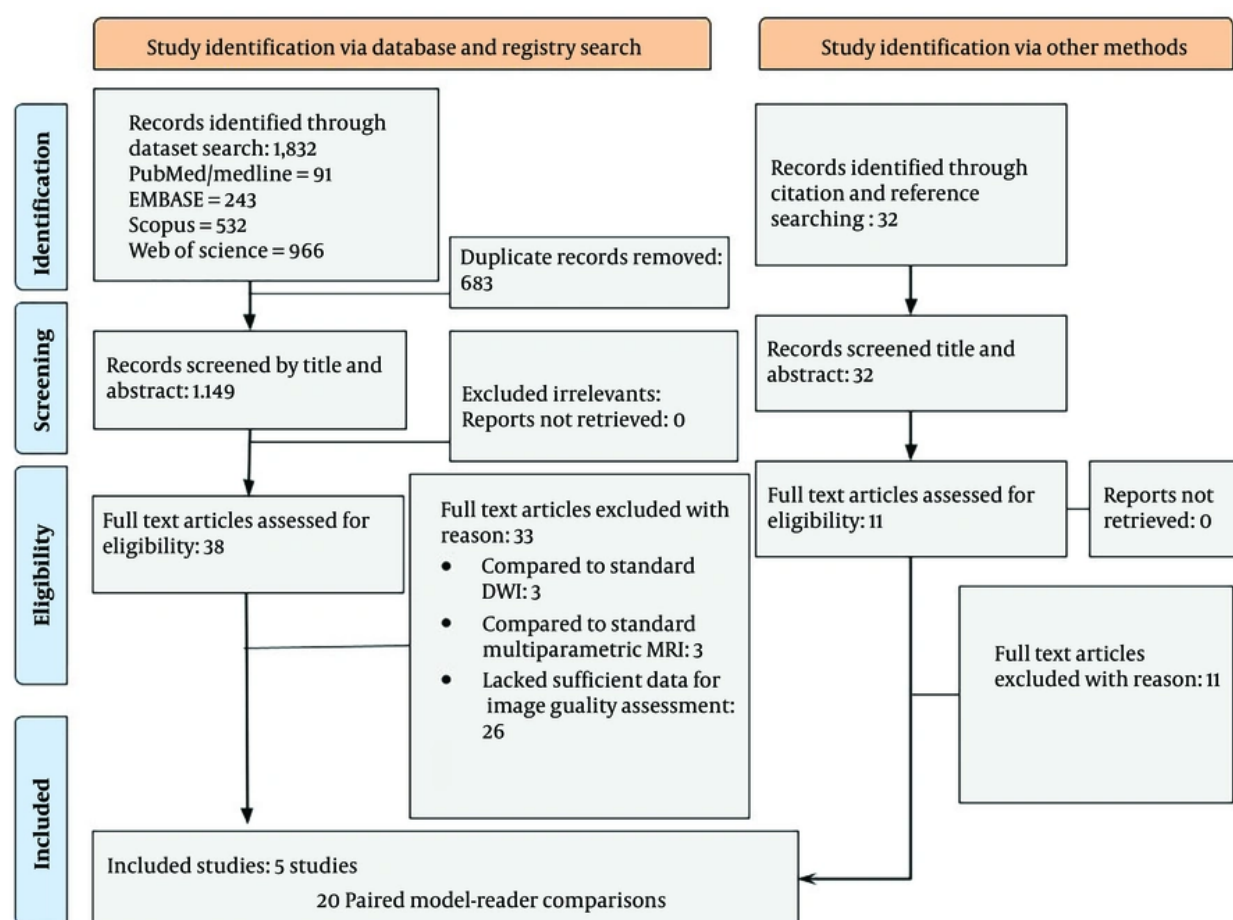 Study identification via database and registry search
Study identification via other methods
Identification
Records identified through
dataset search: 1,832
PubMed/medline = 91
EMBASE = 243
Scopus = 532
Web of science = 966
Duplicate records removed:
683
Records identified through
citation and reference
searching : 32
Screening
Records screened by title and
abstract: 1.149
Excluded irrelevants:
Reports not retrieved: 0
Records screened title and
abstract: 32
Eligibility
Full text articles assessed for
eligibility: 38
Full text articles excluded with
reason: 33
• Compared to standard
DWI: 3
• Compared to standard
multiparametric MRI: 3
• Lacked sufficient data for
image guality assessment:
26
Full text articles assessed for
eligibility: 11
Reports not
retrieved: 0
Full text articles
excluded with reason: 11
Included
Included studies: 5 studies
20 Paired model-reader comparisons